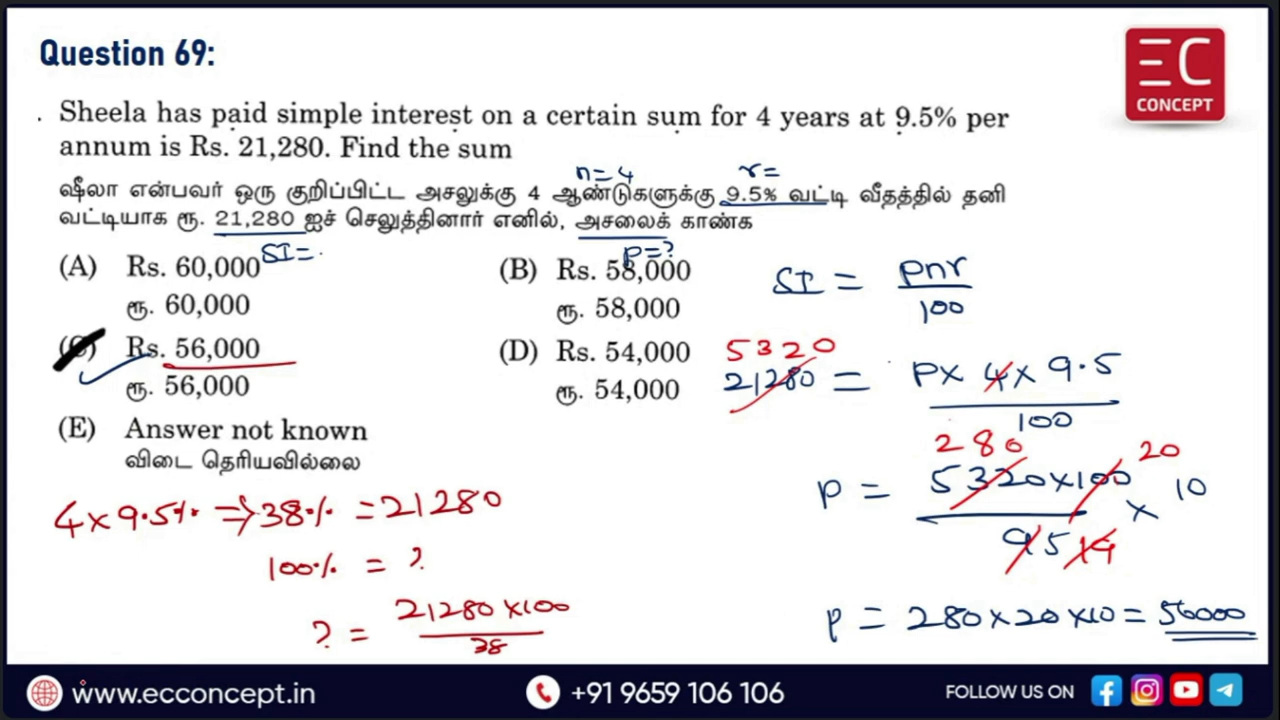 Question 69:
EC
CONCEPT
. Sheela has paid simple interest on a certain sum for 4 years at 9.5% per
annum is Rs. 21,280. Find the sum
n=4 r=
ஷீலா என்பவர் ஒரு குறிப்பிட்ட அசலுக்கு 4 ஆண்டுகளுக்கு 9.5% வட்டி வீதத்தில் தனி
வட்டியாக ரூ. 21,280 ஐச் செலுத்தினார் எனில், அசலைக் காண்க
SI= P=?
(A) Rs. 60,000
ரூ. 60,000
(B) Rs. 58,000
ரூ. 58,000
(C) Rs. 56,000
ரூ. 56,000
(D) Rs. 54,000
ரூ. 54,000
(E) Answer not known
விடை தெரியவில்லை
SI = pnr
100
5320
21280 = P× 4× 9.5
100
280 20
P = 5320×100 × 10
95 19
P = 280×20×10 = 56000
4×9.5% ⇒ 38% = 21280
100% = ?
? = 21280×100
38
www.ecconcept.in
+91 9659 106 106
FOLLOW US ON